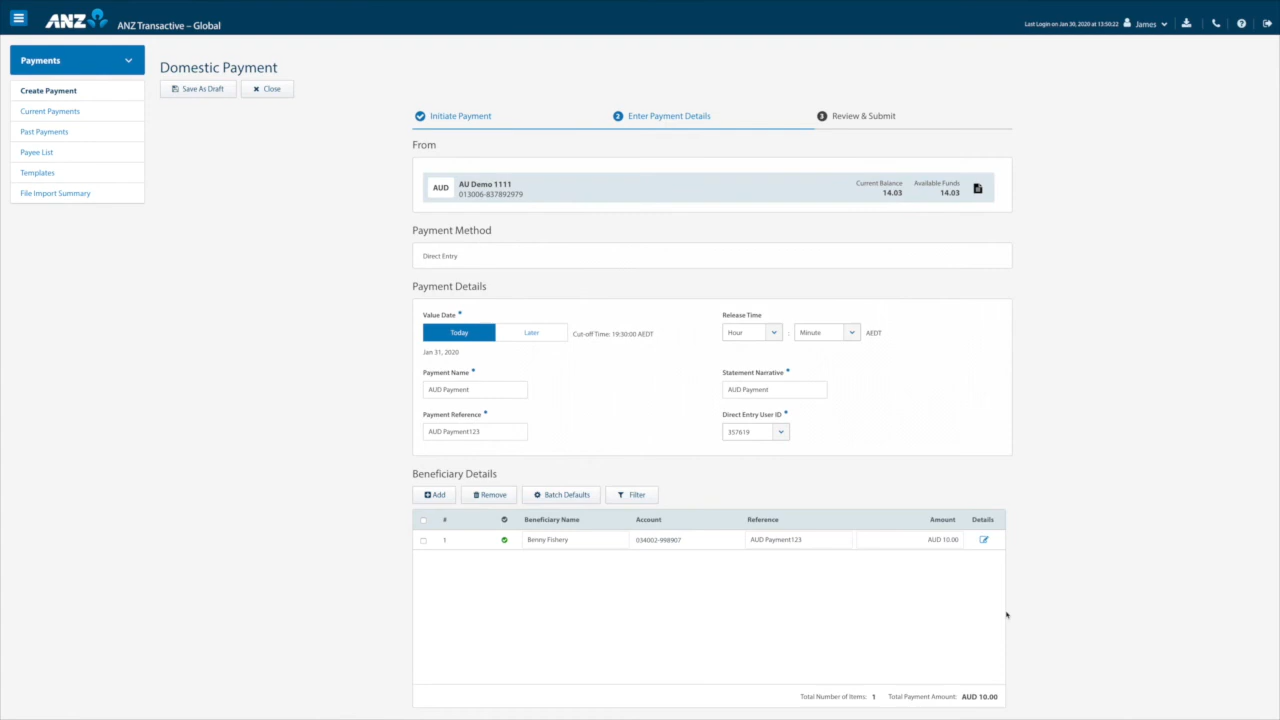 ANZ ANZ Transactive – Global
Last Login on Jan 30, 2020 at 13:50:22 James
Payments
Create Payment
Current Payments
Past Payments
Payee List
Templates
File Import Summary
Domestic Payment
Save As Draft Close
Initiate Payment 2 Enter Payment Details 3 Review & Submit
From
AUD AU Demo 1111 Current Balance Available Funds
013006-837892979 14.03 14.03
Payment Method
Direct Entry
Payment Details
Value Date * Release Time
Today Later Cut-off Time: 19:30:00 AEDT Hour : Minute AEDT
Jan 31, 2020
Payment Name * Statement Narrative *
AUD Payment AUD Payment
Payment Reference * Direct Entry User ID *
AUD Payment123 357619
Beneficiary Details
Add Remove Batch Defaults Filter
# Beneficiary Name Account Reference Amount Details
1 Benny Fishery 034002-998907 AUD Payment123 AUD 10.00
Total Number of Items: 1 Total Payment Amount: AUD 10.00